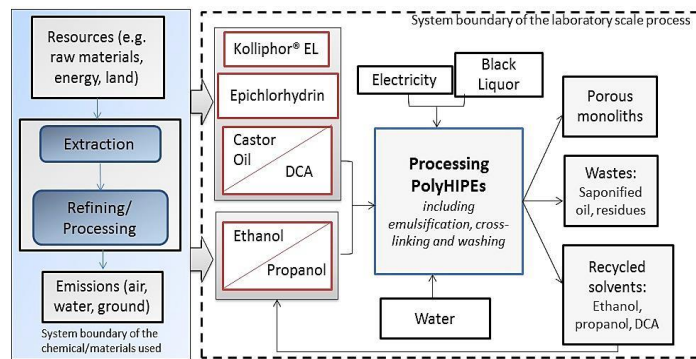 System boundary of the laboratory scale process
Resources (e.g.
raw materials,
energy, land)
Extraction
Refining/
Processing
Emissions (air,
water, ground)
System boundary of the
chemical/materials used
Kolliphor® EL
Epichlorhydrin
Castor
Oil
DCA
Ethanol
Propanol
Electricity
Black
Liquor
Processing
PolyHIPEs
including
emulsification, cross-
linking and washing
Water
Porous
monoliths
Wastes:
Saponified
oil, residues
Recycled
solvents:
Ethanol,
propanol, DCA